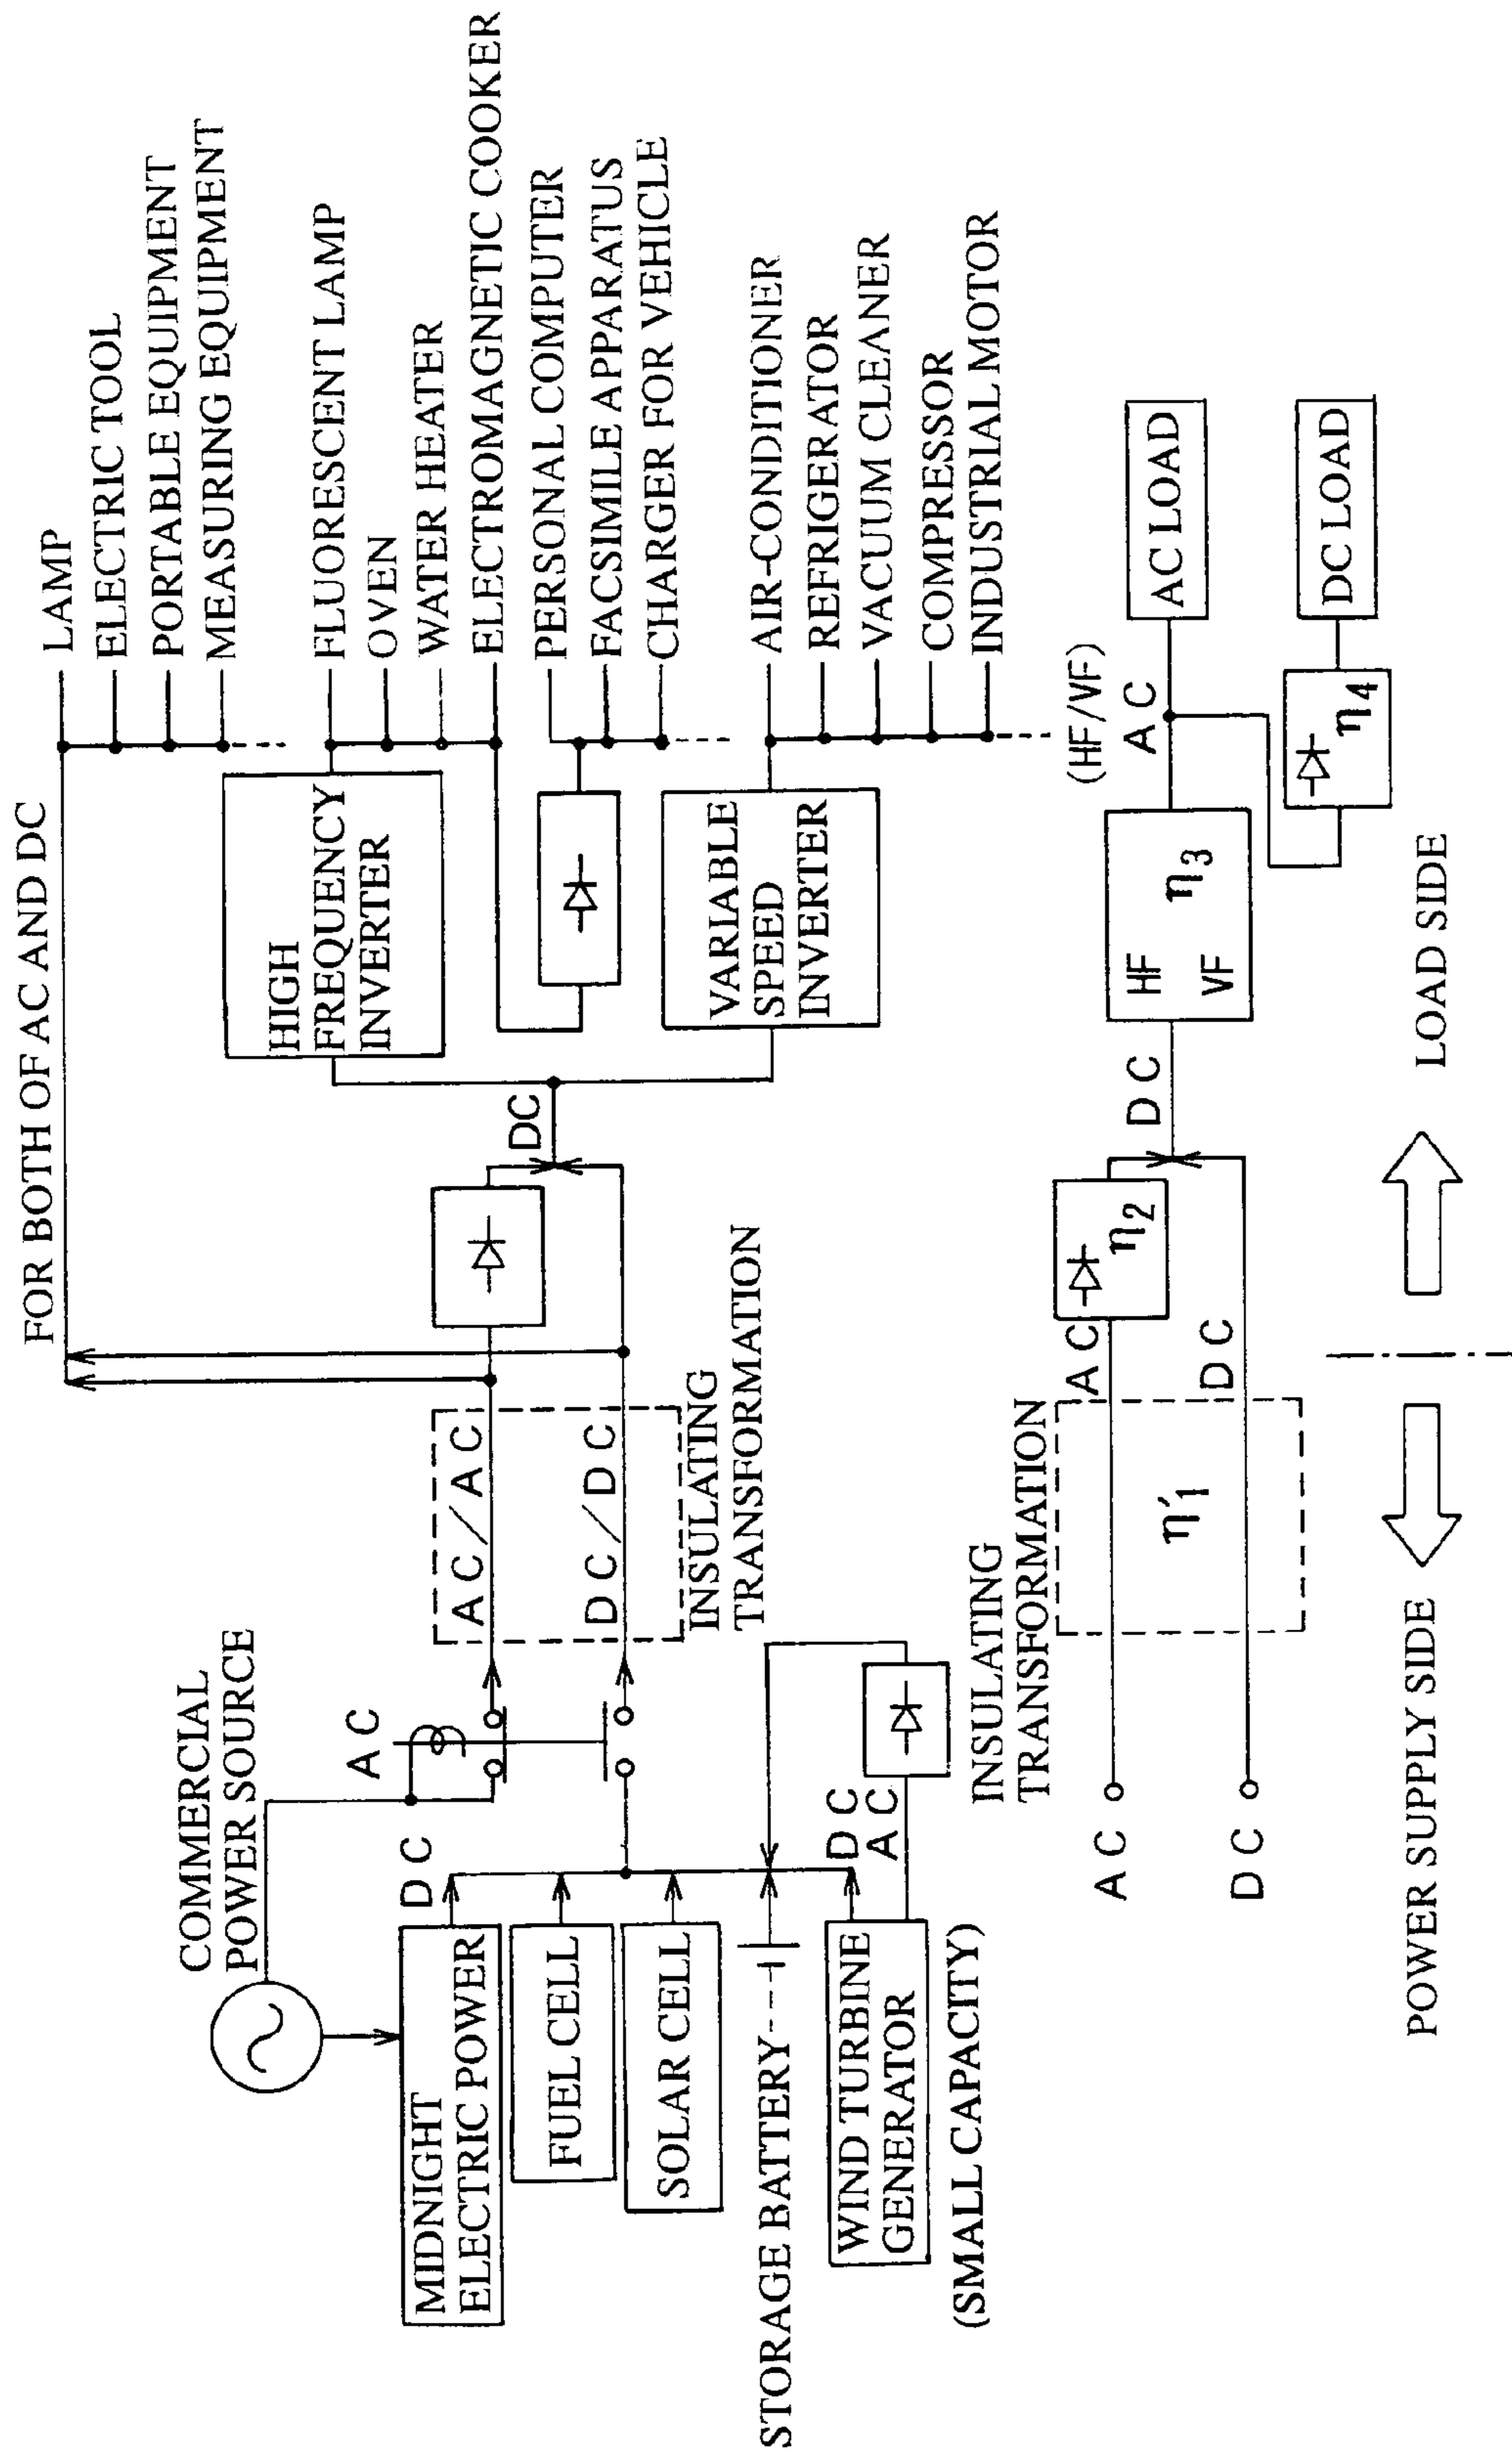 FOR BOTH OF AC AND DC
LAMP
ELECTRIC TOOL
PORTABLE EQUIPMENT
MEASURING EQUIPMENT
COMMERCIAL
POWER SOURCE
AC
HIGH
FREQUENCY
INVERTER
FLUORESCENT LAMP
OVEN
WATER HEATER
ELECTROMAGNETIC COOKER
MIDNIGHT
ELECTRIC POWER
DC
AC/AC
DC/DC
INSULATING
TRANSFORMATION
DC
PERSONAL COMPUTER
FACSIMILE APPARATUS
CHARGER FOR VEHICLE
FUEL CELL
SOLAR CELL
STORAGE BATTERY
VARIABLE
SPEED
INVERTER
AIR-CONDITIONER
REFRIGERATOR
VACUUM CLEANER
COMPRESSOR
INDUSTRIAL MOTOR
WIND TURBINE
GENERATOR
DC
AC
(SMALL CAPACITY)
INSULATING
TRANSFORMATION
AC
DC
η'1
AC
DC
η2
DC
HF
VF
η3
(HF/VF)
AC
AC LOAD
η4
DC LOAD
POWER SUPPLY SIDE
LOAD SIDE